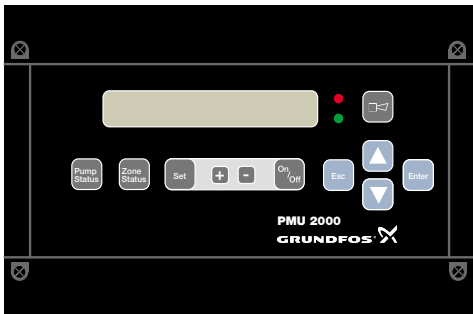 Pump
Status
Zone
Status
Set
+
-
On/Off
Esc
Enter
PMU 2000
GRUNDFOS